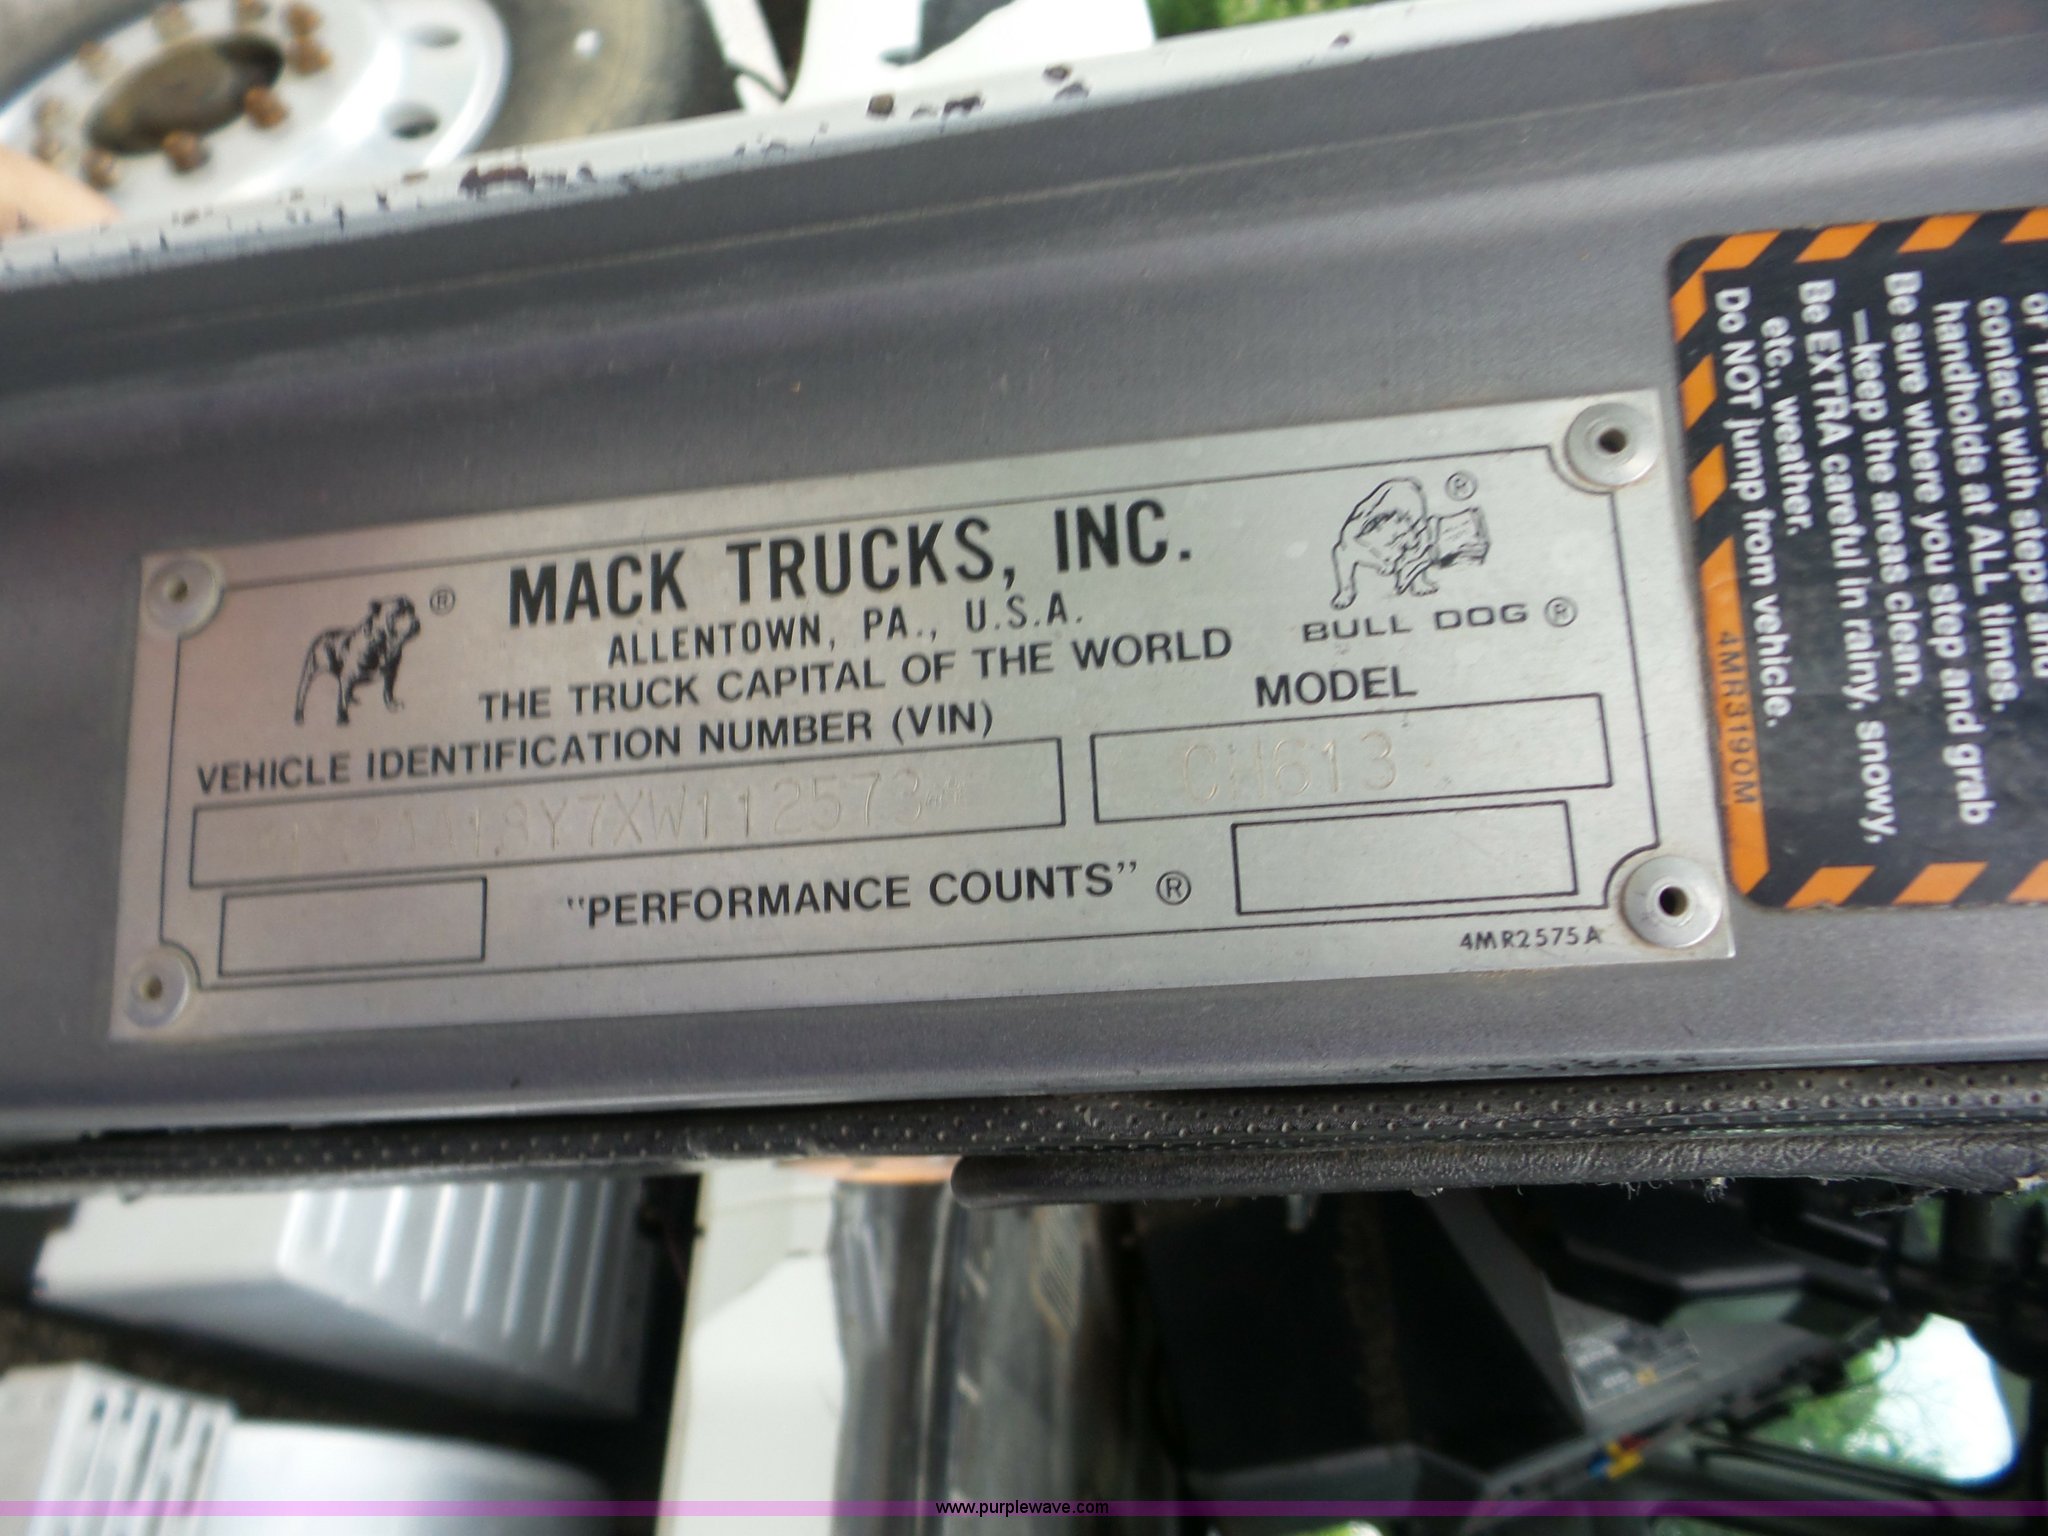 MACK TRUCKS, INC.
ALLENTOWN, PA., U.S.A.
THE TRUCK CAPITAL OF THE WORLD
®
®
BULL DOG ®
VEHICLE IDENTIFICATION NUMBER (VIN)
MODEL
CH613
"PERFORMANCE COUNTS" ®
4MR2575A
contact with steps and
handholds at ALL times.
Be sure where you step and grab
—keep the areas clean.
Be EXTRA careful in rainy, snowy,
etc., weather.
Do NOT jump from vehicle.
4MR3190M
www.purplewave.com